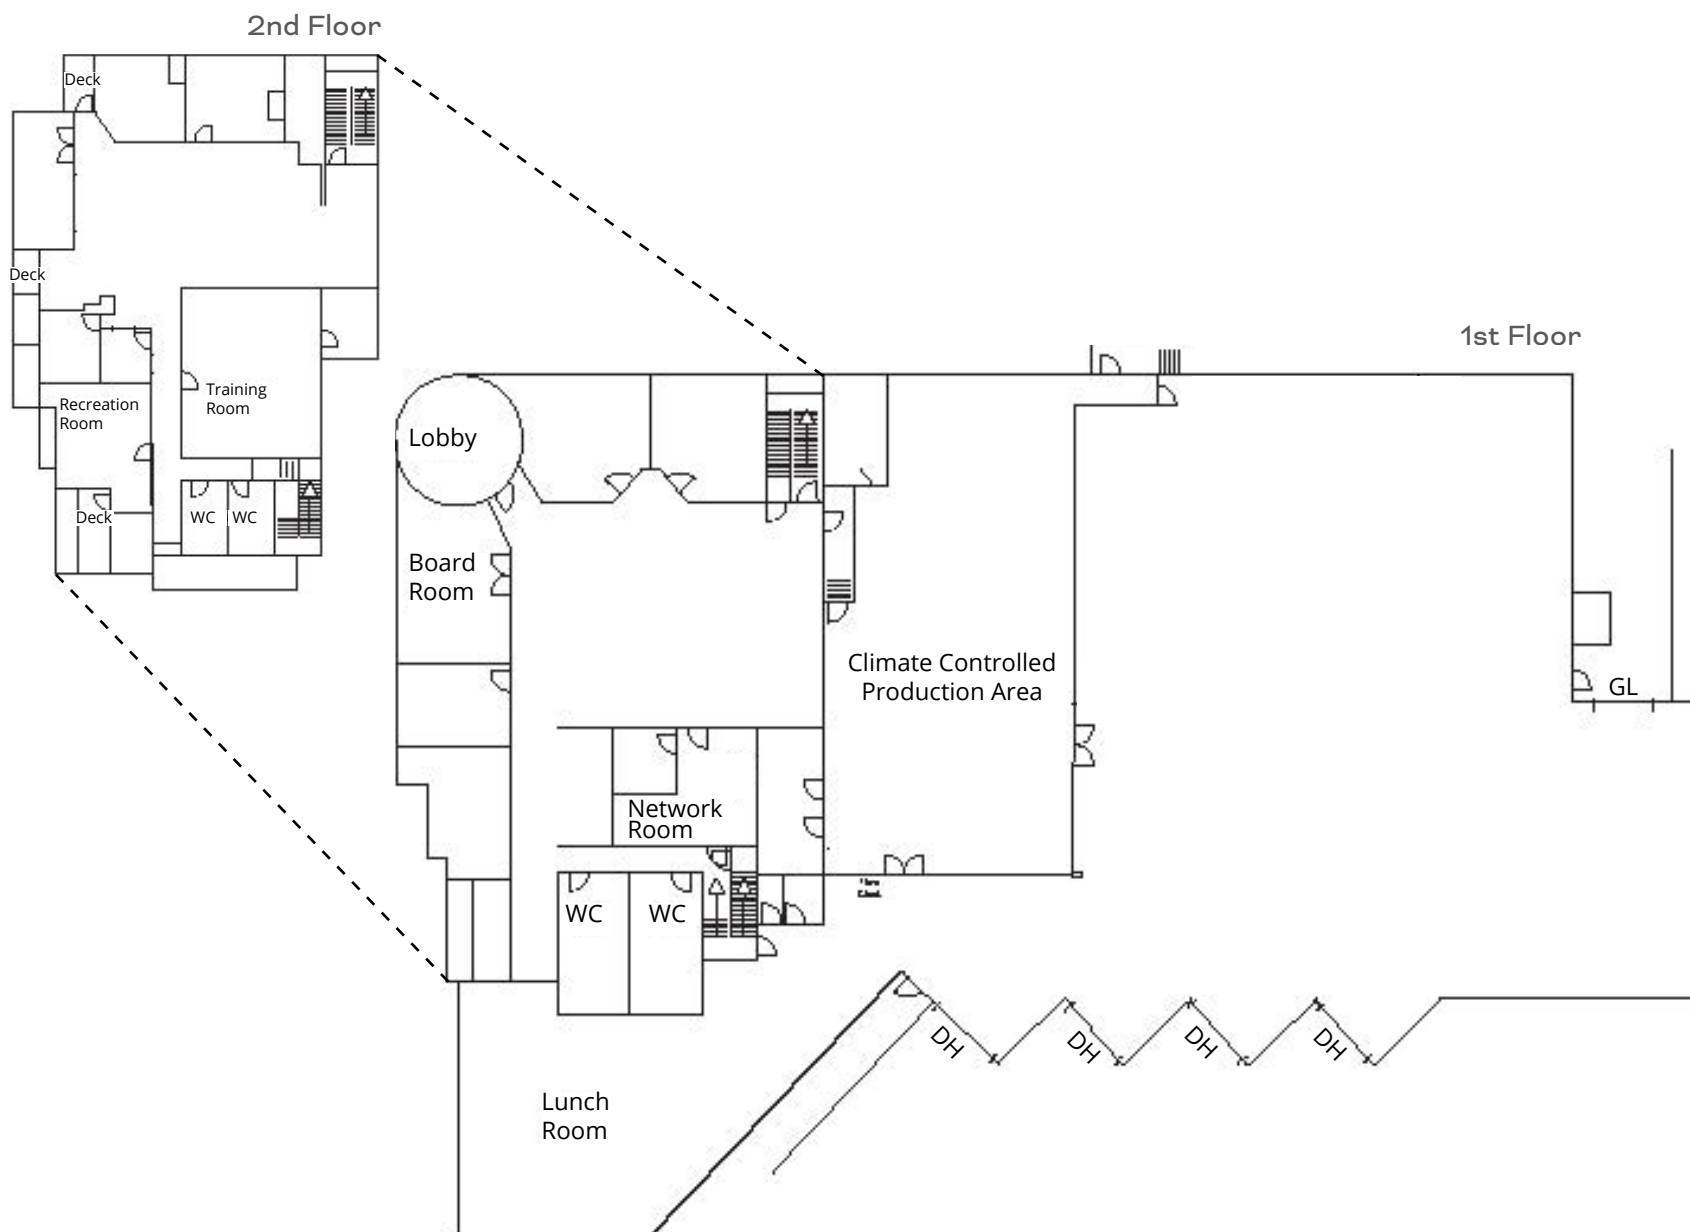 2nd Floor
Deck
Deck
Training
Room
Recreation
Room
Deck
WC
WC
1st Floor
Lobby
Board
Room
Climate Controlled
Production Area
GL
Network
Room
WC
WC
DH
DH
DH
DH
Lunch
Room